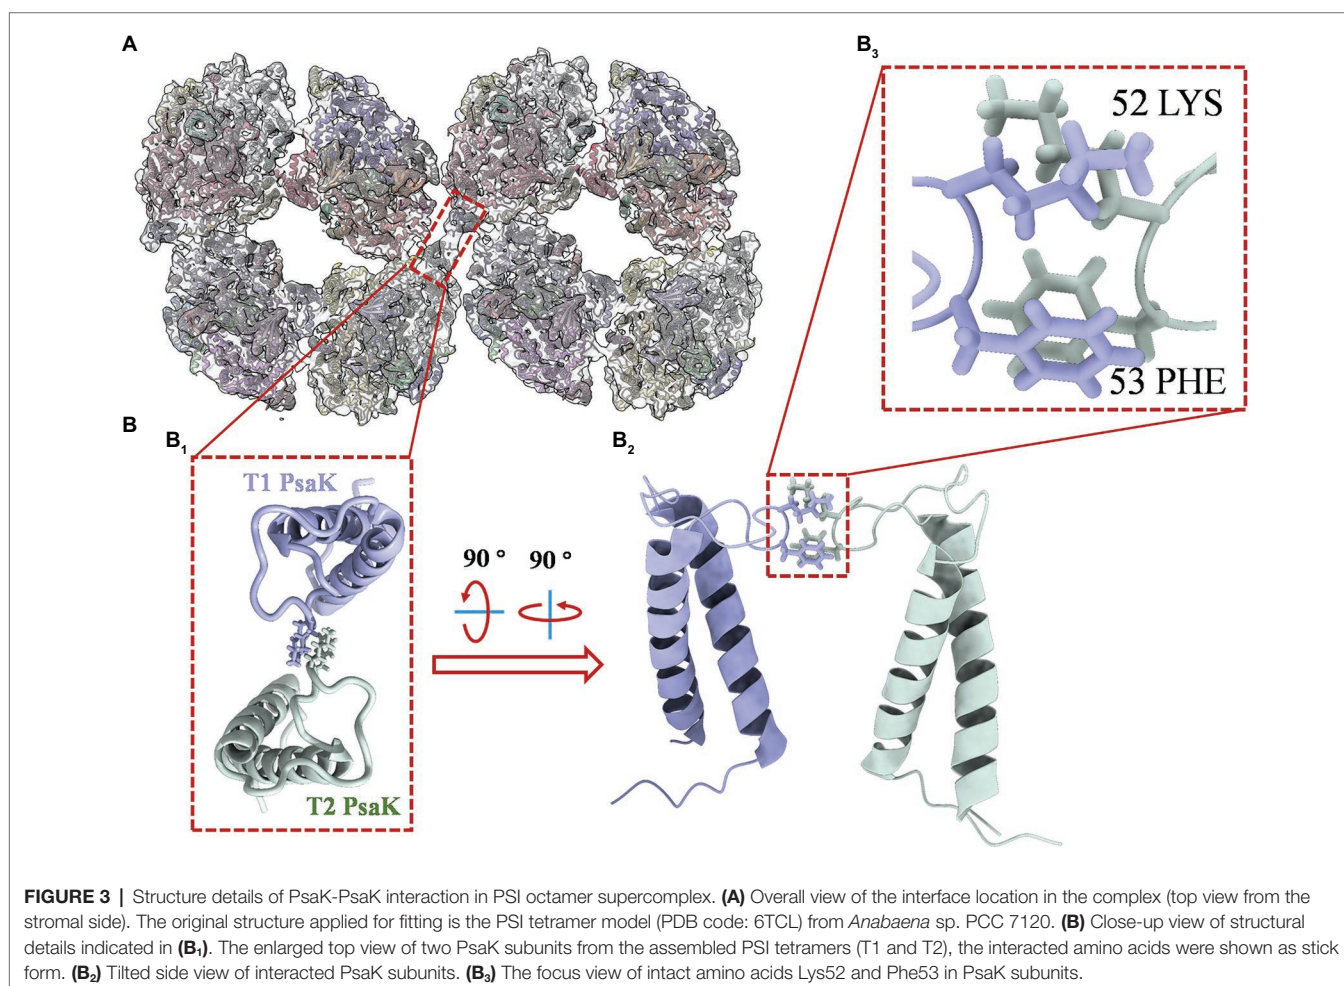 A
B3
52 LYS
53 PHE
B
B1
T1 PsaK
T2 PsaK
90 °
90 °
B2
FIGURE 3 | Structure details of PsaK-PsaK interaction in PSI octamer supercomplex. (A) Overall view of the interface location in the complex (top view from the
stromal side). The original structure applied for fitting is the PSI tetramer model (PDB code: 6TCL) from Anabaena sp. PCC 7120. (B) Close-up view of structural
details indicated in (B1). The enlarged top view of two PsaK subunits from the assembled PSI tetramers (T1 and T2), the interacted amino acids were shown as stick
form. (B2) Tilted side view of interacted PsaK subunits. (B3) The focus view of intact amino acids Lys52 and Phe53 in PsaK subunits.